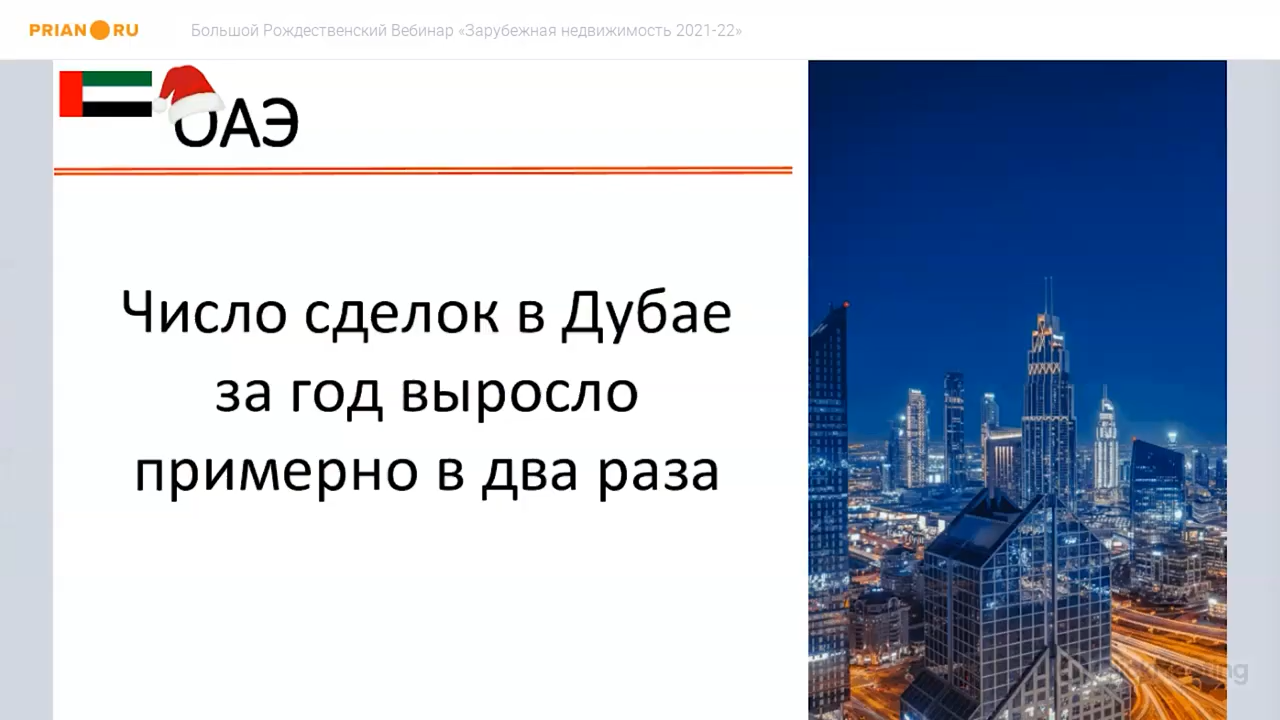 PRIAN RU
Большой Рождественский Вебинар «Зарубежная недвижимость 2021-22»
ОАЭ
Число сделок в Дубае
за год выросло
примерно в два раза